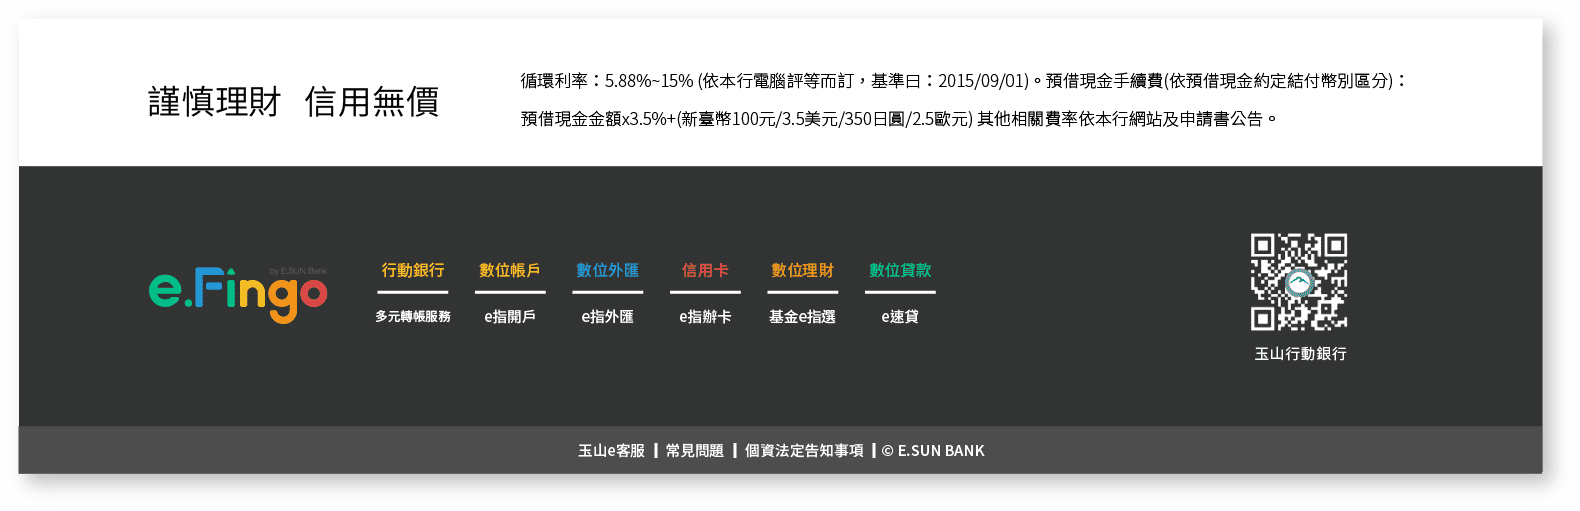 謹慎理財 信用無價
循環利率：5.88%~15% (依本行電腦評等而訂，基準日：2015/09/01)。預借現金手續費(依預借現金約定結付幣別區分)：
預借現金金額x3.5%+(新臺幣100元/3.5美元/350日圓/2.5歐元) 其他相關費率依本行網站及申請書公告。
by E.SUN Bank
e.Fingo
行動銀行 數位帳戶 數位外匯 信用卡 數位理財 數位貸款
多元轉帳服務 e指開戶 e指外匯 e指辦卡 基金e指選 e速貸
玉山行動銀行
玉山e客服 | 常見問題 | 個資法定告知事項 | © E.SUN BANK